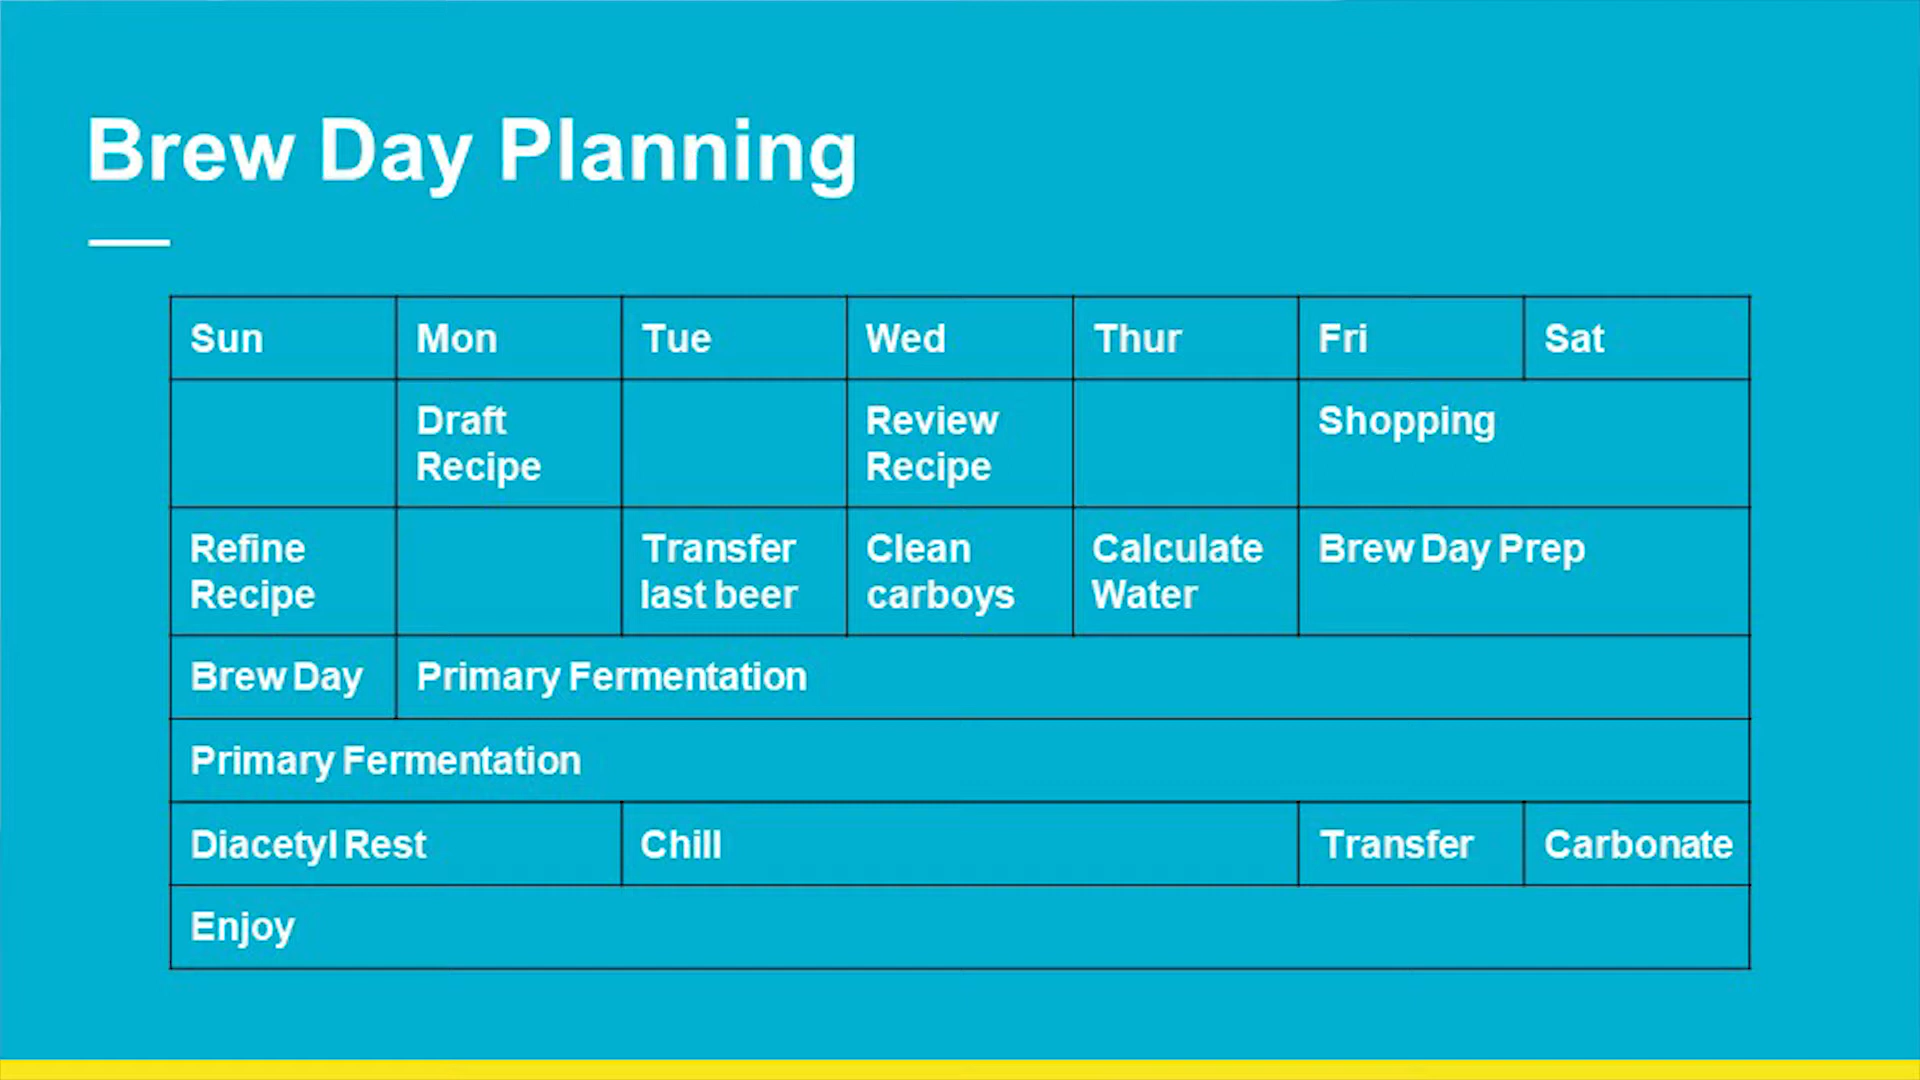 Brew Day Planning
Sun Mon Tue Wed Thur Fri Sat
Draft Recipe
Review Recipe
Shopping
Refine Recipe
Transfer last beer
Clean carboys
Calculate Water
Brew Day Prep
Brew Day
Primary Fermentation
Primary Fermentation
Diacetyl Rest
Chill
Transfer
Carbonate
Enjoy